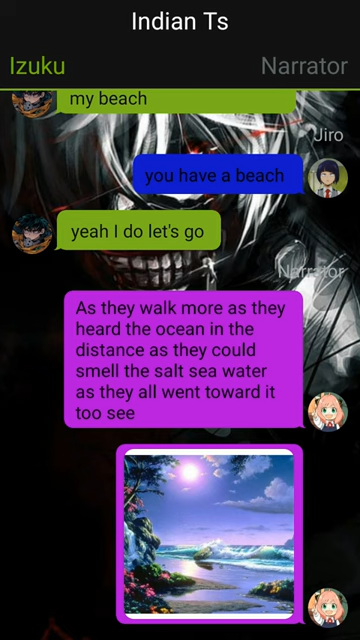 Indian Ts
Izuku
Narrator
my beach
Jiro
you have a beach
yeah I do let's go
Narrator
As they walk more as they
heard the ocean in the
distance as they could
smell the salt sea water
as they all went toward it
too see